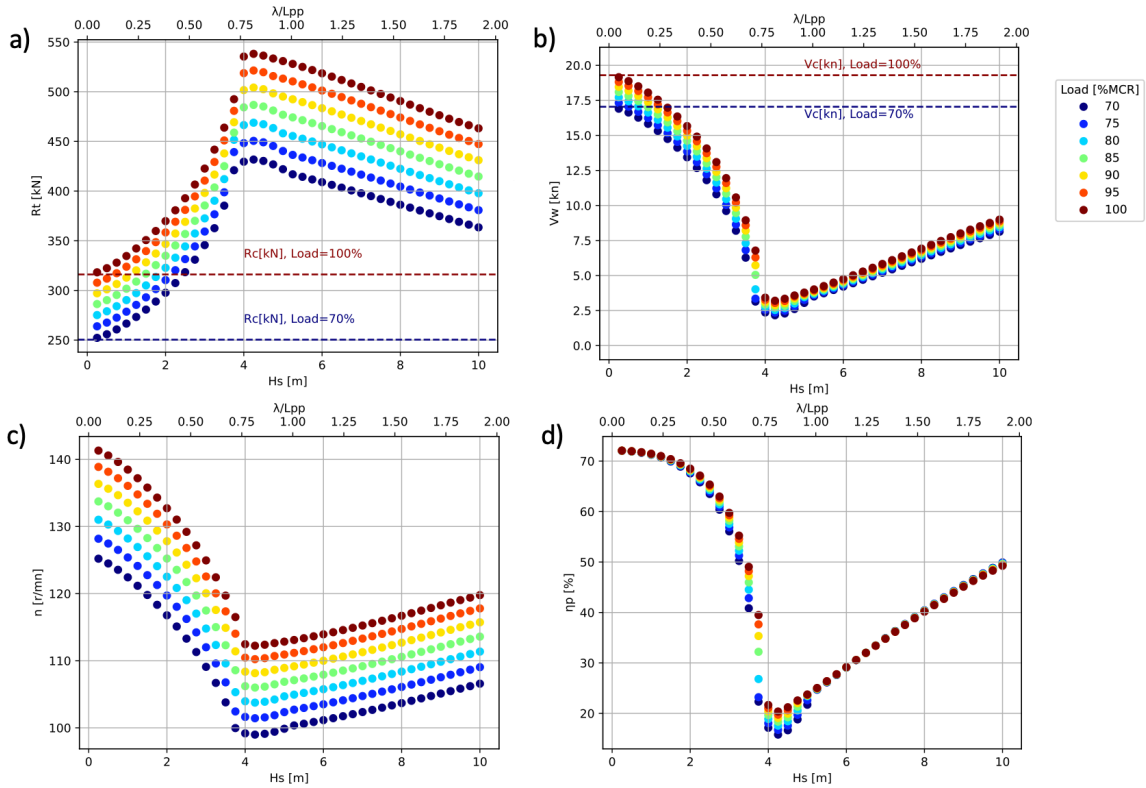 λ/Lpp
0.00 0.25 0.50 0.75 1.00 1.25 1.50 1.75 2.00
a)
Rt [kN]
550
500
450
400
350
300
250
Rc[kN], Load=100%
Rc[kN], Load=70%
0 2 4 6 8 10
Hs [m]
λ/Lpp
0.00 0.25 0.50 0.75 1.00 1.25 1.50 1.75 2.00
b)
Vw [kn]
20.0
17.5
15.0
12.5
10.0
7.5
5.0
2.5
0.0
Vc[kn], Load=100%
Vc[kn], Load=70%
0 2 4 6 8 10
Hs [m]
Load [%MCR]
70
75
80
85
90
95
100
λ/Lpp
0.00 0.25 0.50 0.75 1.00 1.25 1.50 1.75 2.00
c)
n [r/mn]
140
130
120
110
100
0 2 4 6 8 10
Hs [m]
λ/Lpp
0.00 0.25 0.50 0.75 1.00 1.25 1.50 1.75 2.00
d)
ηp [%]
70
60
50
40
30
20
0 2 4 6 8 10
Hs [m]